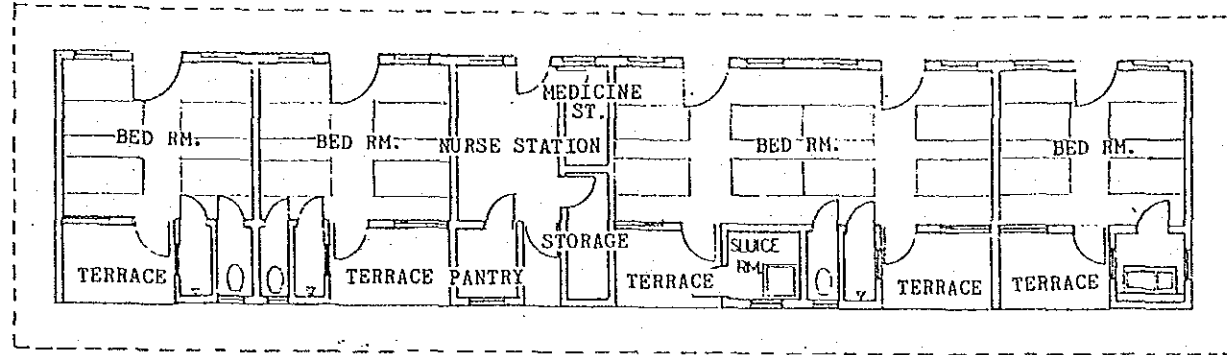 MEDICINE
ST.
BED RM.
BED RM.
NURSE STATION
BED RM.
BED RM.
STORAGE
SLUICE
RM.
TERRACE
TERRACE
PANTRY
TERRACE
TERRACE
TERRACE